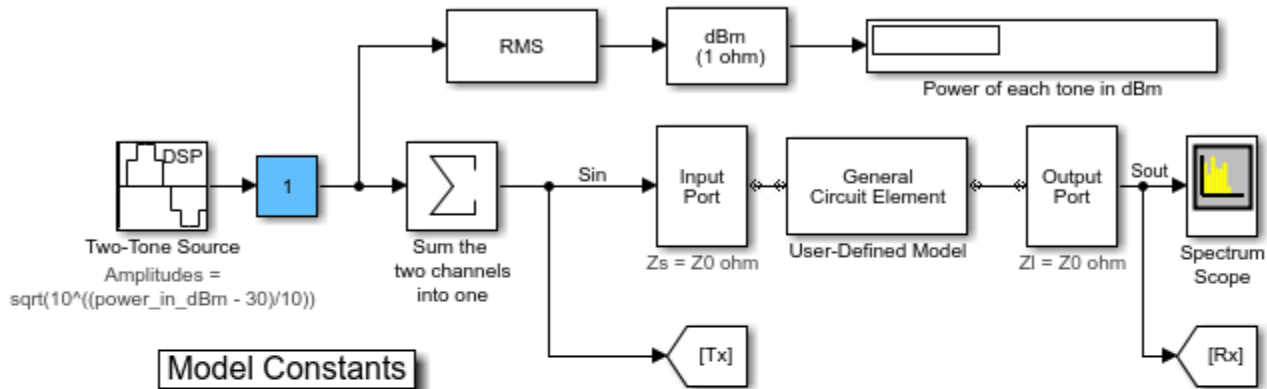 RMS
dBm
(1 ohm)
Power of each tone in dBm
DSP
Two-Tone Source
Amplitudes =
sqrt(10^((power_in_dBm - 30)/10))
1
Sum the
two channels
into one
Sin
Input
Port
Zs = Z0 ohm
General
Circuit Element
User-Defined Model
Output
Port
Zl = Z0 ohm
Sout
Spectrum
Scope
[Tx]
[Rx]
Model Constants